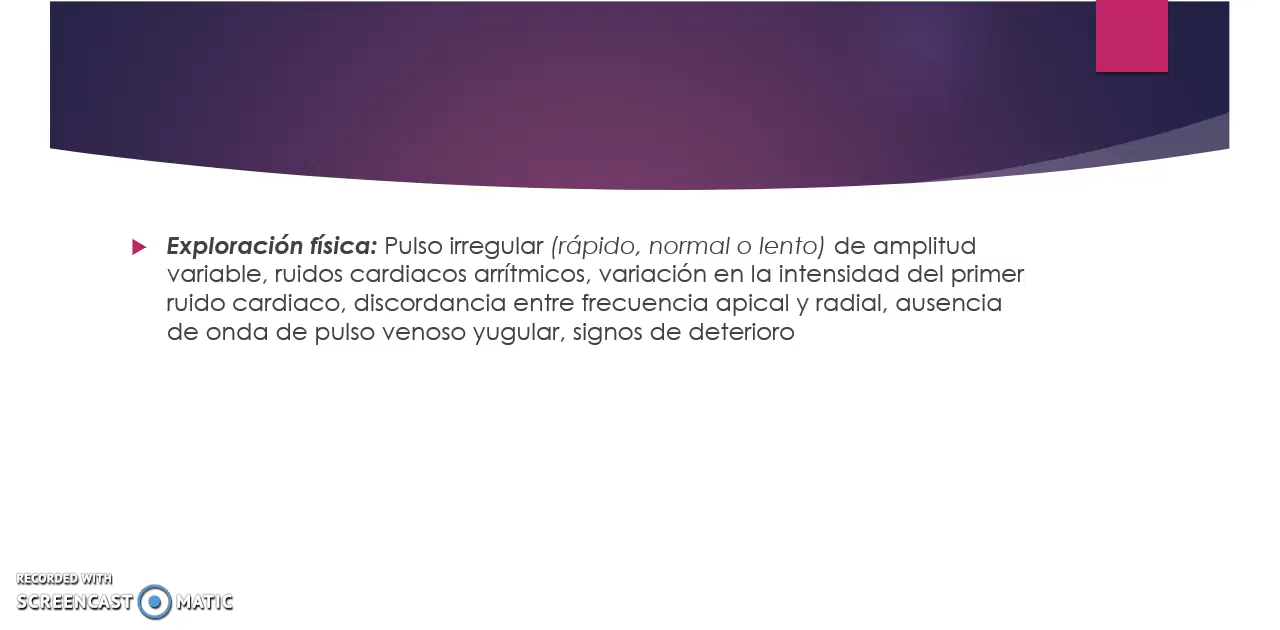 Exploración física: Pulso irregular (rápido, normal o lento) de amplitud
variable, ruidos cardiacos arrítmicos, variación en la intensidad del primer
ruido cardiaco, discordancia entre frecuencia apical y radial, ausencia
de onda de pulso venoso yugular, signos de deterioro
RECORDED WITH
SCREENCAST MATIC